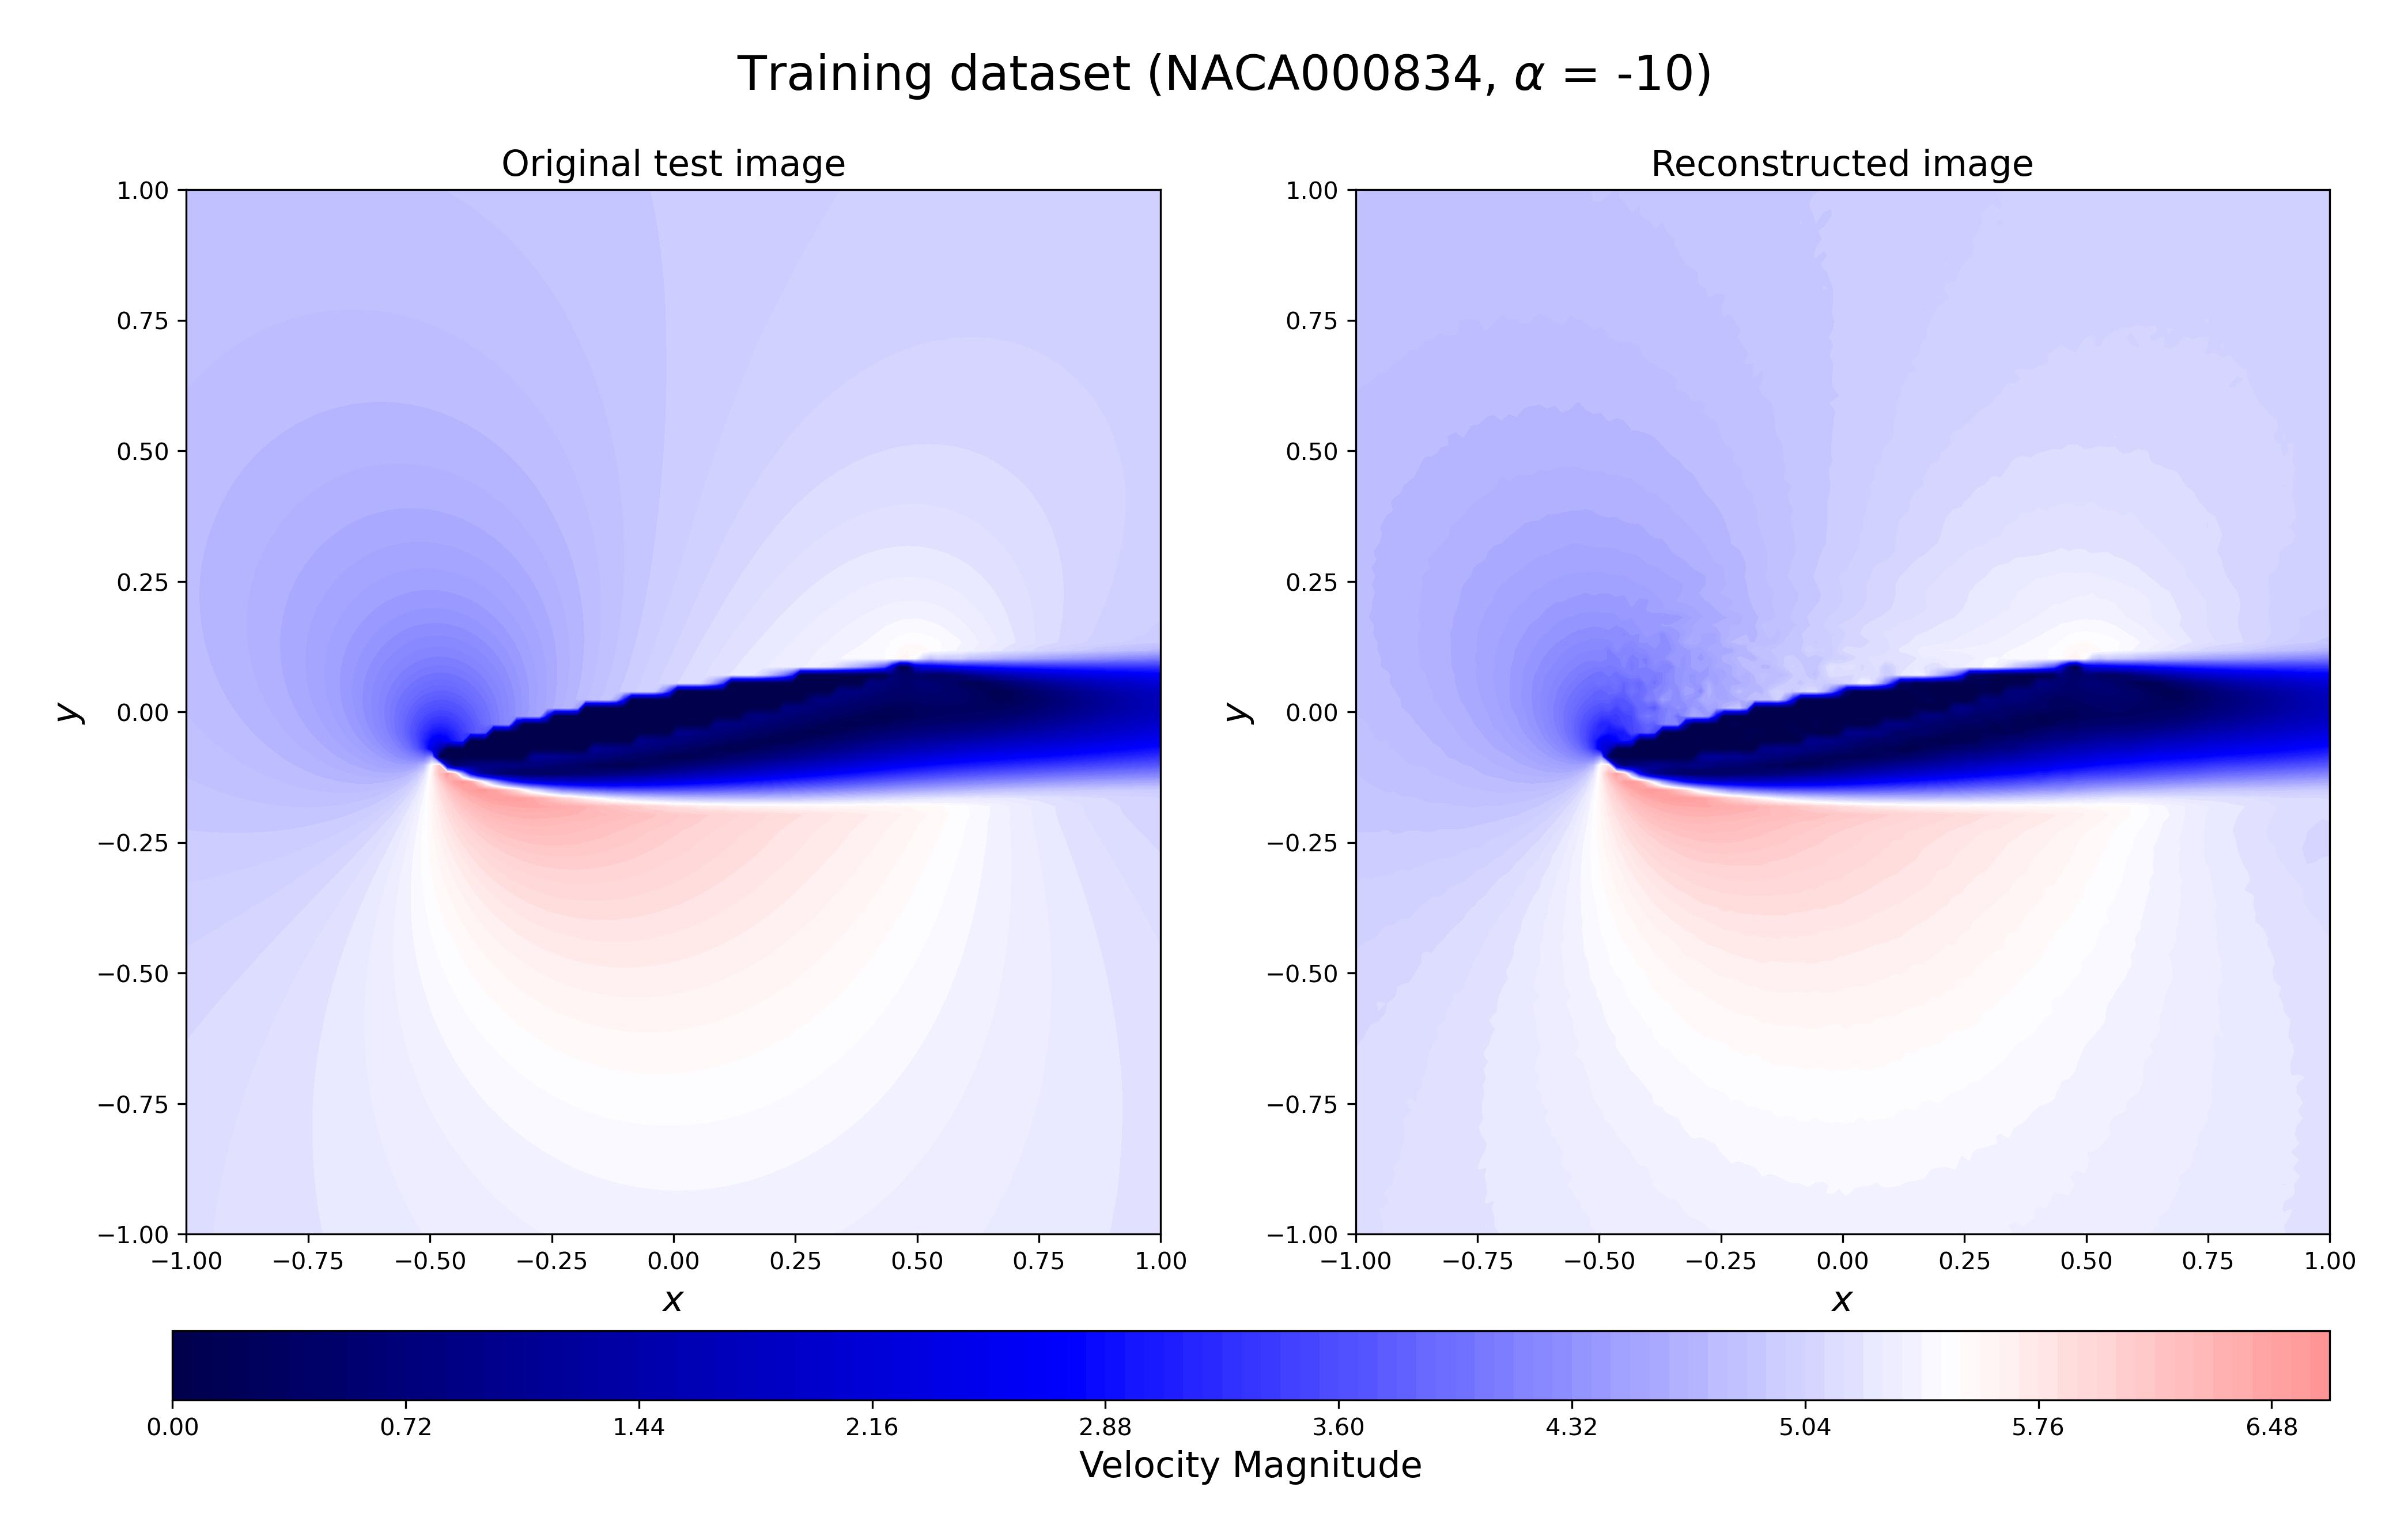 Training dataset (NACA000834, α = -10)
Original test image
Reconstructed image
1.00
0.75
0.50
0.25
0.00
−0.25
−0.50
−0.75
−1.00
y
−1.00 −0.75 −0.50 −0.25 0.00 0.25 0.50 0.75 1.00
x
1.00
0.75
0.50
0.25
0.00
−0.25
−0.50
−0.75
−1.00
y
−1.00 −0.75 −0.50 −0.25 0.00 0.25 0.50 0.75 1.00
x
0.00 0.72 1.44 2.16 2.88 3.60 4.32 5.04 5.76 6.48
Velocity Magnitude